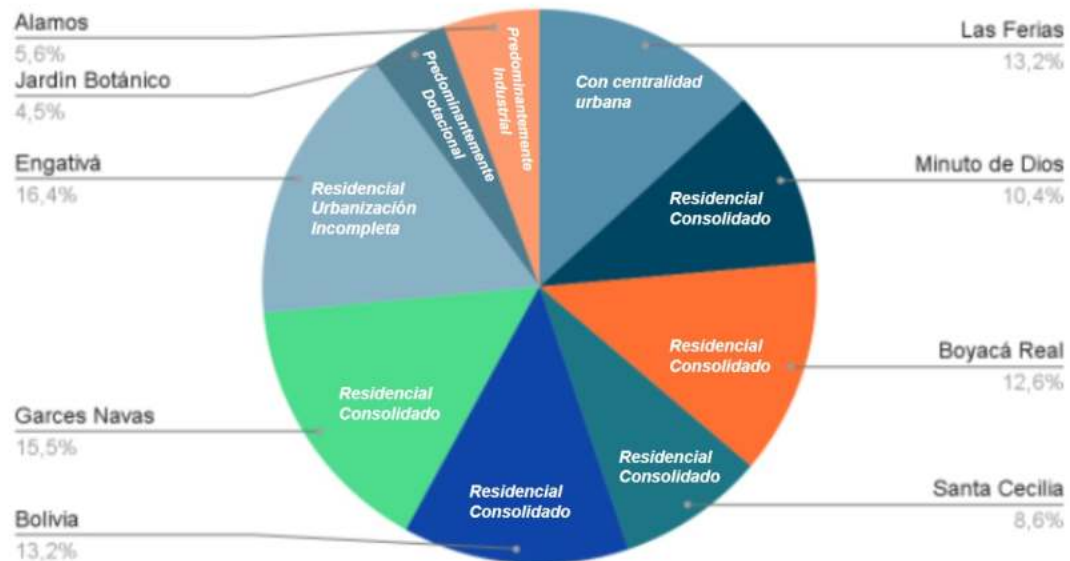 Alamos
5,6%
Jardin Botánico
4,5%
Engativá
16,4%
Garces Navas
15,5%
Bolivia
13,2%
Las Ferias
13,2%
Minuto de Dios
10,4%
Boyacá Real
12,6%
Santa Cecilia
8,6%
Predominantemente
Industrial
Predominantemente
Dotacional
Con centralidad
urbana
Residencial
Consolidado
Residencial
Urbanización
Incompleta
Residencial
Consolidado
Residencial
Consolidado
Residencial
Consolidado
Residencial
Consolidado